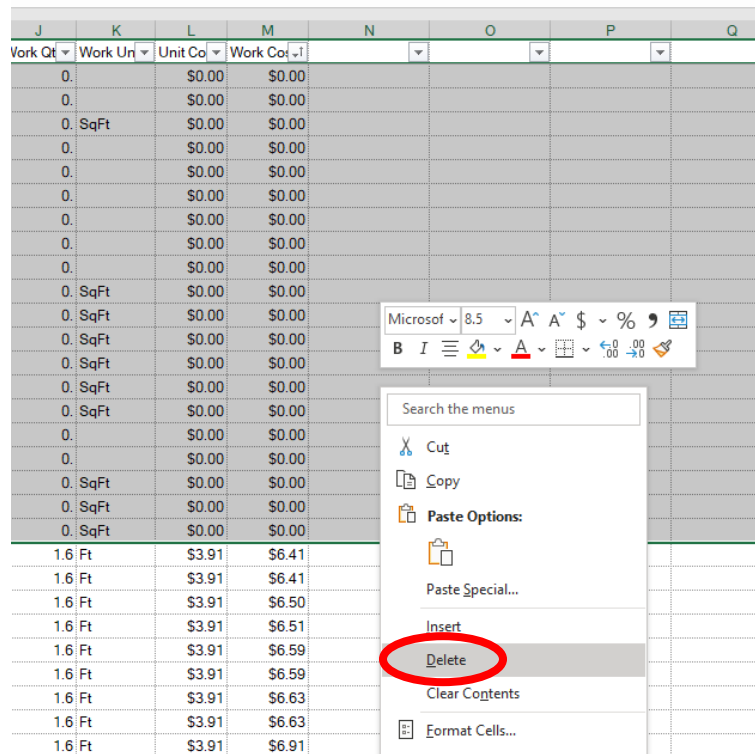 J K L M N O P Q
Work Qt Work Un Unit Co Work Cos
0. $0.00 $0.00
0. $0.00 $0.00
0. SqFt $0.00 $0.00
0. $0.00 $0.00
0. $0.00 $0.00
0. $0.00 $0.00
0. $0.00 $0.00
0. $0.00 $0.00
0. $0.00 $0.00
0. SqFt $0.00 $0.00
0. SqFt $0.00 $0.00
0. SqFt $0.00 $0.00
0. SqFt $0.00 $0.00
0. SqFt $0.00 $0.00
0. SqFt $0.00 $0.00
0. $0.00 $0.00
0. $0.00 $0.00
0. SqFt $0.00 $0.00
0. SqFt $0.00 $0.00
0. SqFt $0.00 $0.00
1.6 Ft $3.91 $6.41
1.6 Ft $3.91 $6.41
1.6 Ft $3.91 $6.50
1.6 Ft $3.91 $6.51
1.6 Ft $3.91 $6.59
1.6 Ft $3.91 $6.59
1.6 Ft $3.91 $6.63
1.6 Ft $3.91 $6.63
1.6 Ft $3.91 $6.91
Microsof 8.5 A A $ % 9
B I A .0 .00 .00 .0
Search the menus
Cut
Copy
Paste Options:
Paste Special...
Insert
Delete
Clear Contents
Format Cells...